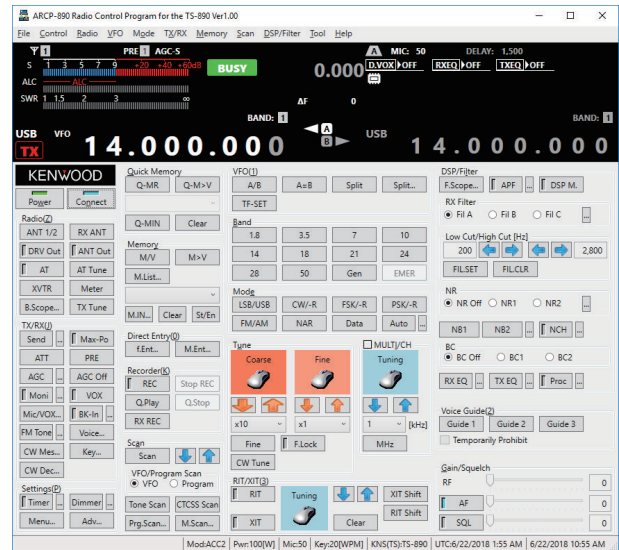 ARCP-890 Radio Control Program for the TS-890 Ver1.00
File Control Radio VFO Mode TX/RX Memory Scan DSP/Filter Tool Help
1 PRE 1 AGC-S A MIC: 50 DELAY: 1,500
S 1 3 5 7 9 +20 +40 +60dB BUSY 0.000 D.VOX OFF RXEQ OFF TXEQ OFF
ALC ALC
SWR 1 1.5 2 3 ∞ ΔF 0
BAND: 1 BAND: 1
USB VFO 14.000.000 A B USB 14.000.000
TX
KENWOOD
Power Connect
Radio(Z)
ANT 1/2 RX ANT
DRV Out ANT Out
AT AT Tune
XVTR Meter
B.Scope... TX Tune
TX/RX(J)
Send ... Max-Po
ATT PRE
AGC ... AGC Off
Moni ... VOX
Mic/VOX... BK-In ...
FM Tone ... Voice...
CW Mes... Key...
CW Dec...
Settings(P)
Timer ... Dimmer ...
Menu... Adv...
Quick Memory
Q-MR Q-M>V
Q-MIN Clear
Memory
M/V M>V
M.List...
M.IN... Clear St/En
Direct Entry(0)
f.Ent... M.Ent...
Recorder(K)
REC Stop REC
Q.Play Q.Stop
RX REC
Scan
Scan
VFO/Program Scan
VFO Program
Tone Scan CTCSS Scan
Prg.Scan... M.Scan...
VFO(1)
A/B A=B Split Split...
TF-SET
Band
1.8 3.5 7 10
14 18 21 24
28 50 Gen EMER
Mode
LSB/USB CW/-R FSK/-R PSK/-R
FM/AM NAR Data Auto ...
Tune MULTI/CH
Coarse Fine Tuning
x10 x1 1 [kHz]
Fine F.Lock MHz
CW Tune
RIT/XIT(3)
RIT Tuning XIT Shift
RIT Shift
XIT Clear
DSP/Filter
F.Scope... APF ... DSP M.
RX Filter
Fil A Fil B Fil C ...
Low Cut/High Cut [Hz]
200 2,800
FIL.SET FIL.CLR
NR
NR Off NR1 NR2 ...
NB1 NB2 ... NCH ...
BC
BC Off BC1 BC2
RX EQ ... TX EQ ... Proc ...
Voice Guide(2)
Guide 1 Guide 2 Guide 3
Temporarily Prohibit
Gain/Squelch
RF 0
AF 0
SQL 0
Mod:ACC2 Pwr:100[W] Mic:50 Key:20[WPM] KNS(TS):TS-890 UTC:6/22/2018 1:55 AM 6/22/2018 10:55 AM